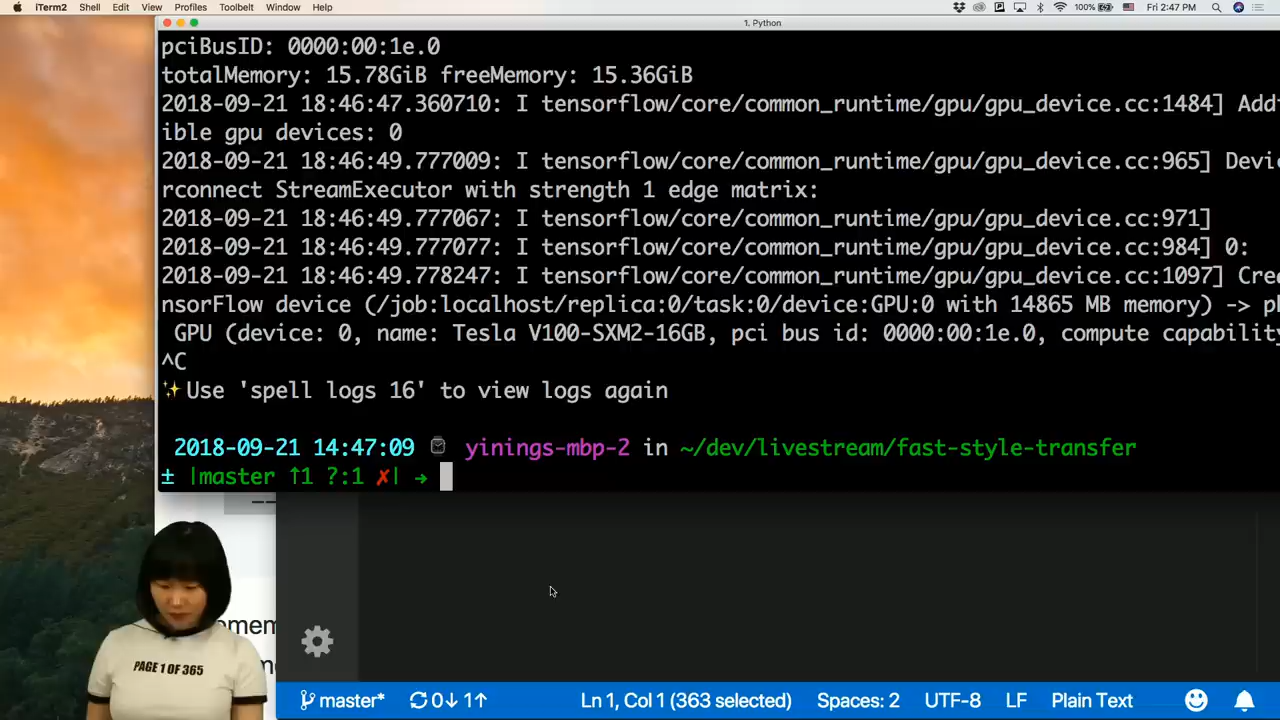 iTerm2 Shell Edit View Profiles Toolbelt Window Help 100% Fri 2:47 PM
1. Python
pciBusID: 0000:00:1e.0
totalMemory: 15.78GiB freeMemory: 15.36GiB
2018-09-21 18:46:47.360710: I tensorflow/core/common_runtime/gpu/gpu_device.cc:1484] Addi
ible gpu devices: 0
2018-09-21 18:46:49.777009: I tensorflow/core/common_runtime/gpu/gpu_device.cc:965] Devic
rconnect StreamExecutor with strength 1 edge matrix:
2018-09-21 18:46:49.777067: I tensorflow/core/common_runtime/gpu/gpu_device.cc:971]
2018-09-21 18:46:49.777077: I tensorflow/core/common_runtime/gpu/gpu_device.cc:984] 0:
2018-09-21 18:46:49.778247: I tensorflow/core/common_runtime/gpu/gpu_device.cc:1097] Crea
nsorFlow device (/job:localhost/replica:0/task:0/device:GPU:0 with 14865 MB memory) -> ph
GPU (device: 0, name: Tesla V100-SXM2-16GB, pci bus id: 0000:00:1e.0, compute capability
^C
✨Use 'spell logs 16' to view logs again
2018-09-21 14:47:09 ⌚ yinings-mbp-2 in ~/dev/livestream/fast-style-transfer
± |master ↑1 ?:1 ✗| →
PAGE 1 OF 365
master* 0↓ 1↑ Ln 1, Col 1 (363 selected) Spaces: 2 UTF-8 LF Plain Text